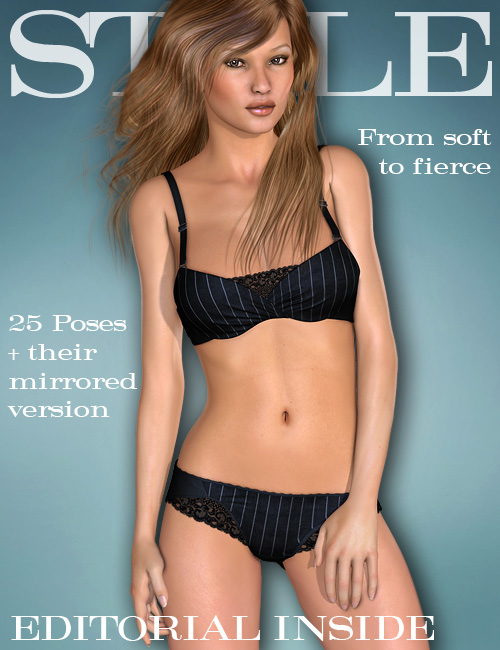 STYLE
From soft
to fierce
25 Poses
+ their
mirrored
version
EDITORIAL INSIDE